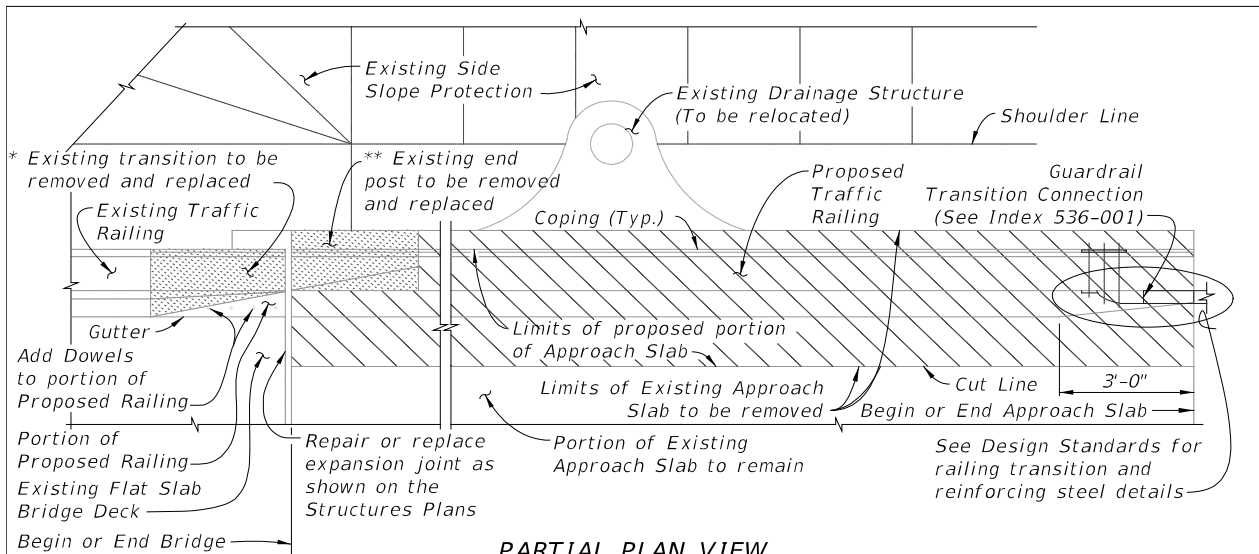 Existing Side
Slope Protection
Existing Drainage Structure
(To be relocated)
Shoulder Line
* Existing transition to be
removed and replaced
** Existing end
post to be removed
and replaced
Proposed
Traffic
Railing
Guardrail
Transition Connection
(See Index 536-001)
Existing Traffic
Railing
Coping (Typ.)
Gutter
Limits of proposed portion
of Approach Slab
Add Dowels
to portion of
Proposed Railing
Limits of Existing Approach
Slab to be removed
Cut Line
3'-0"
Begin or End Approach Slab
Portion of
Proposed Railing
Repair or replace
expansion joint as
shown on the
Structures Plans
Portion of Existing
Approach Slab to remain
See Design Standards for
railing transition and
reinforcing steel details
Existing Flat Slab
Bridge Deck
Begin or End Bridge
PARTIAL PLAN VIEW